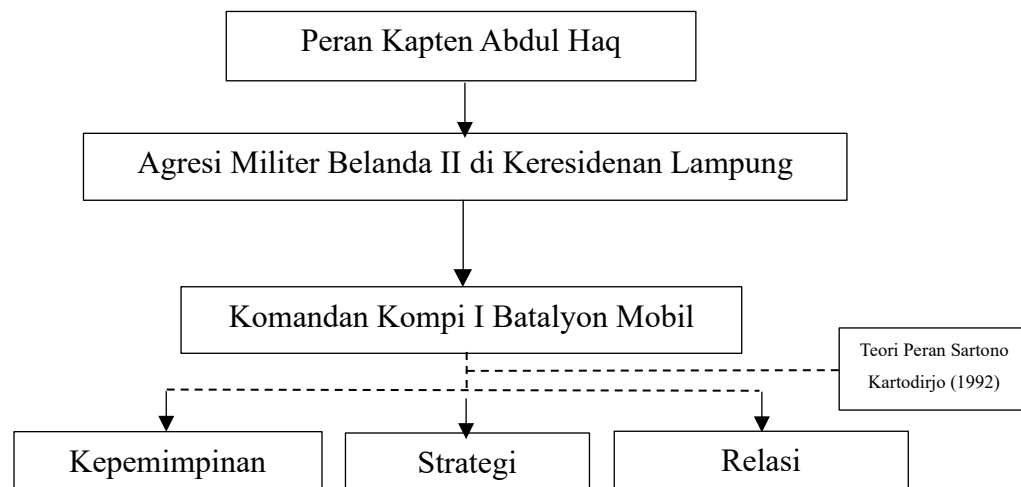 Peran Kapten Abdul Haq
Agresi Militer Belanda II di Keresidenan Lampung
Komandan Kompi I Batalyon Mobil
Teori Peran Sartono
Kartodirjo (1992)
Kepemimpinan
Strategi
Relasi